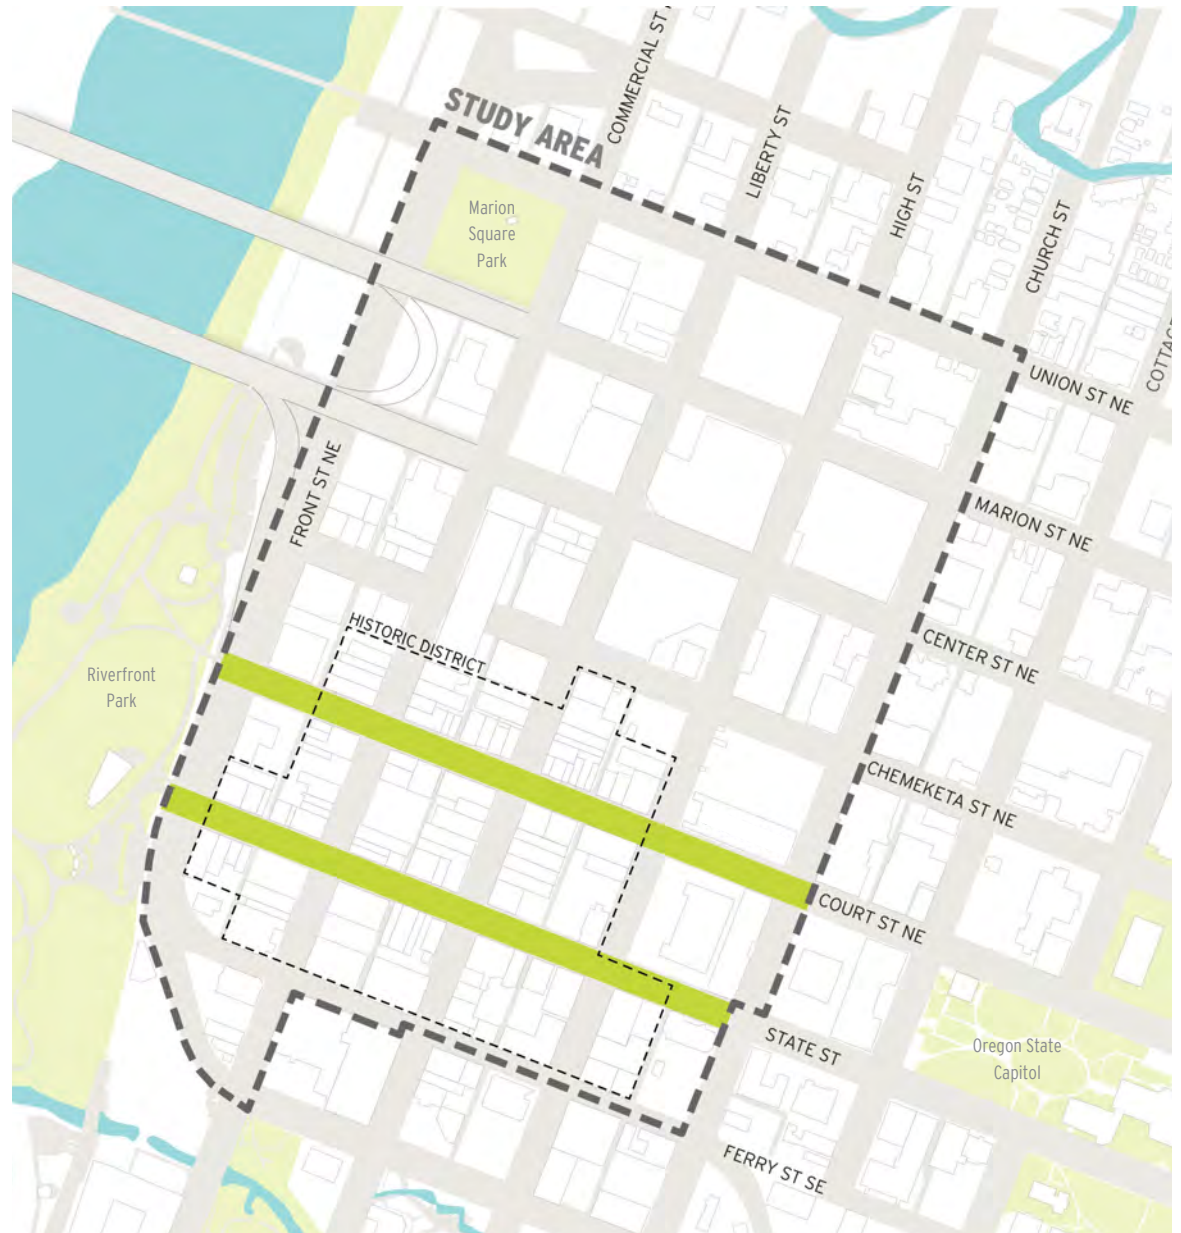 COMMERCIAL ST
STUDY AREA
LIBERTY ST
HIGH ST
CHURCH ST
Marion
Square
Park
UNION ST NE
FRONT ST NE
MARION ST NE
HISTORIC DISTRICT
CENTER ST NE
Riverfront
Park
CHEMEKETA ST NE
COURT ST NE
STATE ST
Oregon State
Capitol
FERRY ST SE